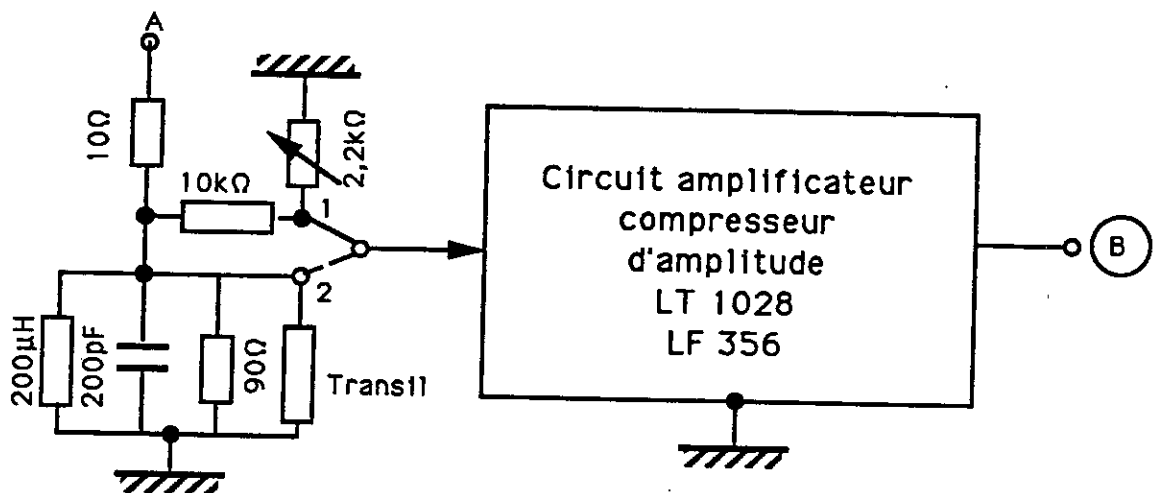 A
10Ω
2,2kΩ
10kΩ
1
2
200µH
200pF
90Ω
Transil
Circuit amplificateur
compresseur
d'amplitude
LT 1028
LF 356
B